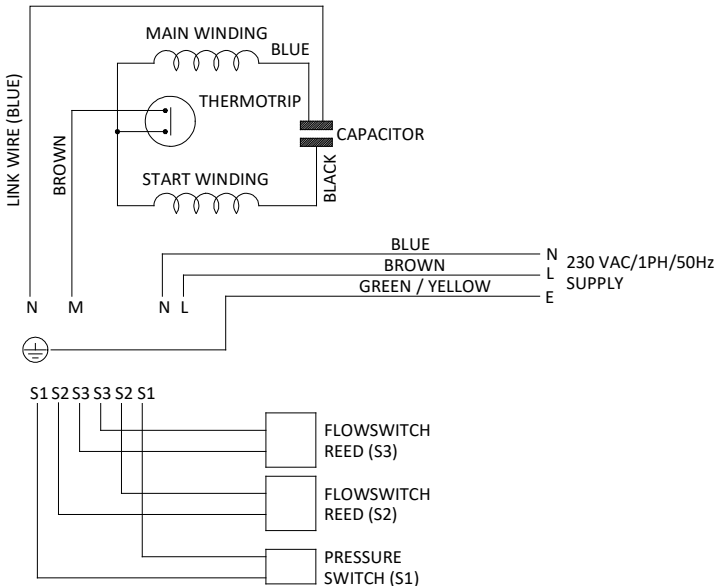 MAIN WINDING
BLUE
THERMOTRIP
CAPACITOR
START WINDING
LINK WIRE (BLUE)
BROWN
BLACK
BLUE
N
BROWN
L
230 VAC/1PH/50Hz
SUPPLY
GREEN / YELLOW
E
N M N L
S1 S2 S3 S3 S2 S1
FLOWSWITCH
REED (S3)
FLOWSWITCH
REED (S2)
PRESSURE
SWITCH (S1)